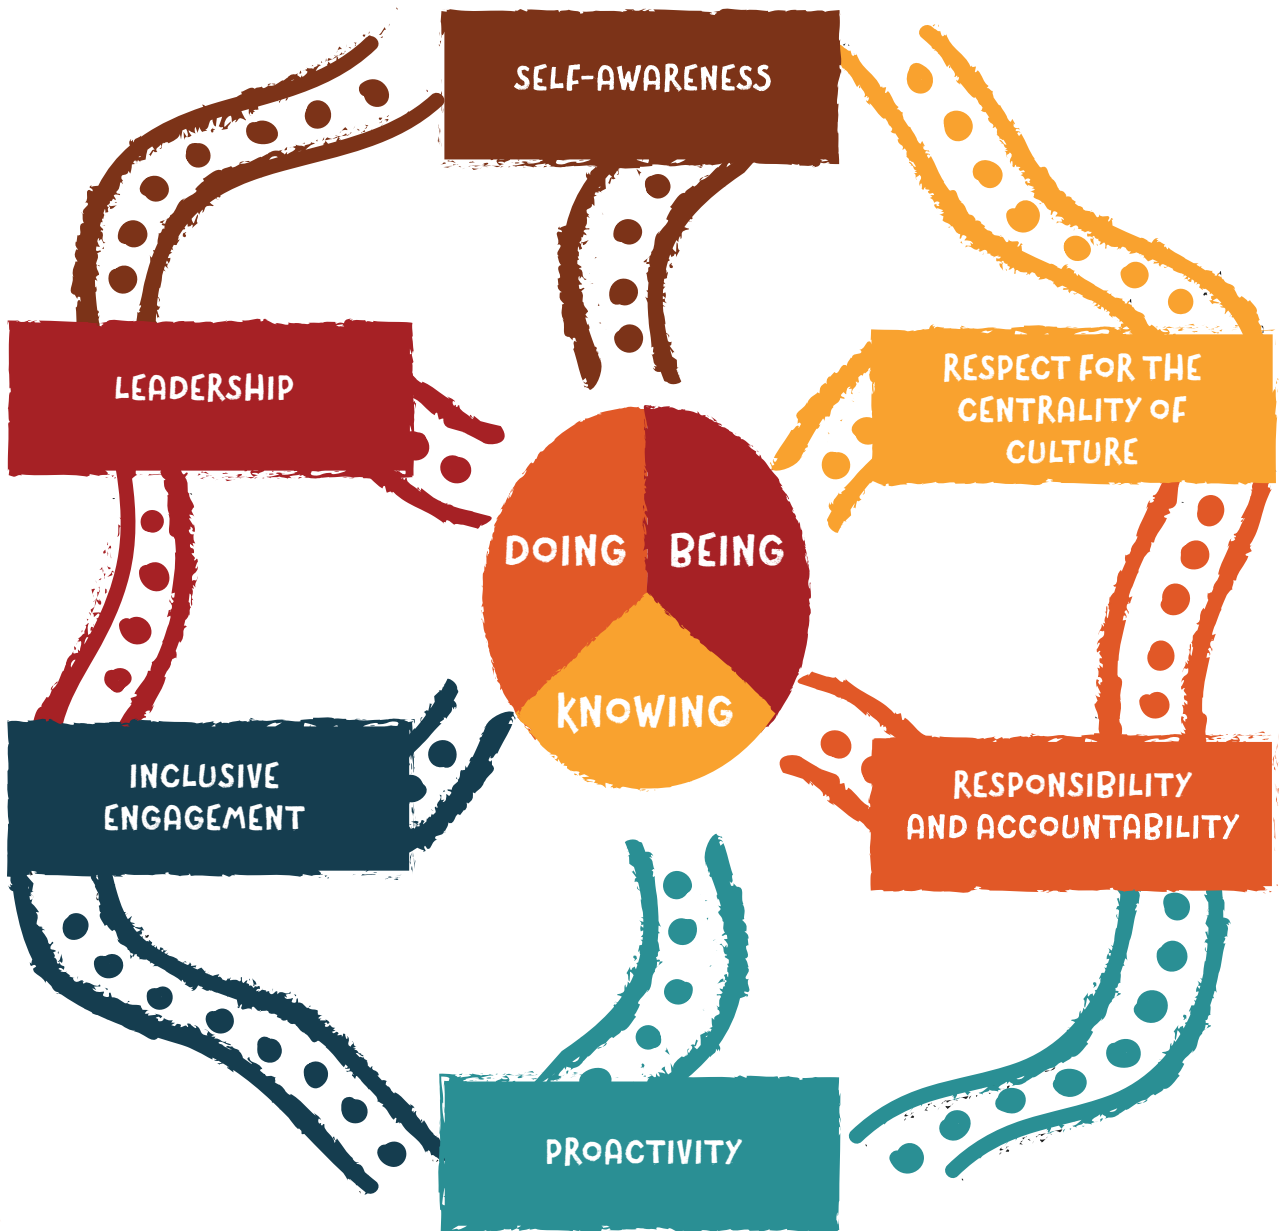 SELF-AWARENESS
LEADERSHIP
RESPECT FOR THE
CENTRALITY OF
CULTURE
DOING
BEING
KNOWING
INCLUSIVE
ENGAGEMENT
RESPONSIBILITY
AND ACCOUNTABILITY
PROACTIVITY